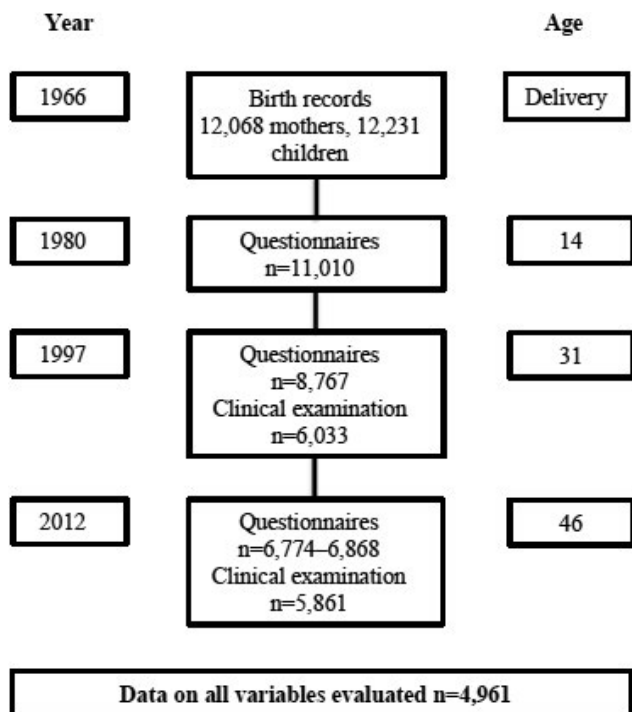 Year
Age
1966
Birth records
12,068 mothers, 12,231
children
Delivery
1980
Questionnaires
n=11,010
14
1997
Questionnaires
n=8,767
Clinical examination
n=6,033
31
2012
Questionnaires
n=6,774–6,868
Clinical examination
n=5,861
46
Data on all variables evaluated n=4,961